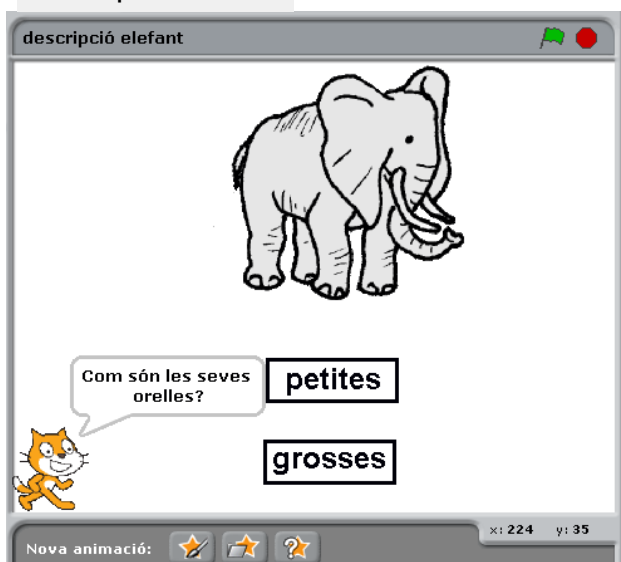 descripció elefant
Com són les seves
orelles?
petites
grosses
x: 224 y: 35
Nova animació: